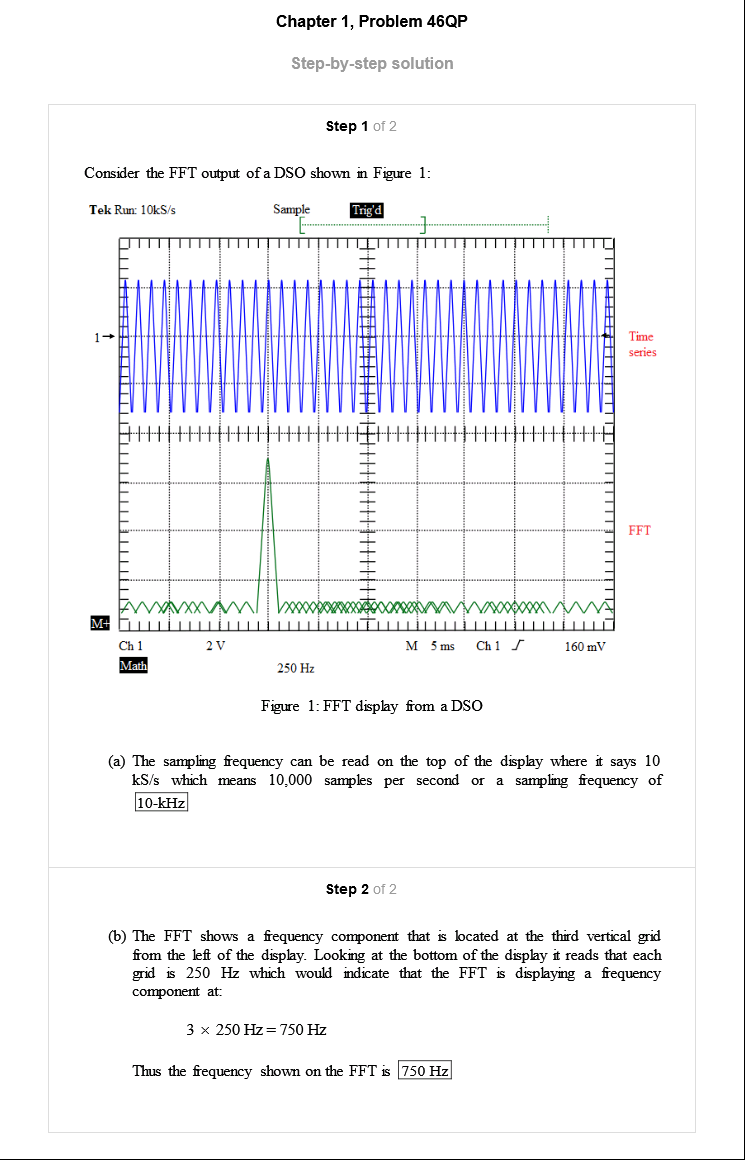 Chapter 1, Problem 46QP
Step-by-step solution
Step 1 of 2
Consider the FFT output of a DSO shown in Figure 1:
Tek Run: 10kS/s Sample Trig'd
1
Time
series
FFT
M+
Ch 1 2 V M 5 ms Ch 1 160 mV
Math 250 Hz
Figure 1: FFT display from a DSO
(a) The sampling frequency can be read on the top of the display where it says 10
kS/s which means 10,000 samples per second or a sampling frequency of
10-kHz
Step 2 of 2
(b) The FFT shows a frequency component that is located at the third vertical grid
from the left of the display. Looking at the bottom of the display it reads that each
grid is 250 Hz which would indicate that the FFT is displaying a frequency
component at:
3 × 250 Hz = 750 Hz
Thus the frequency shown on the FFT is 750 Hz